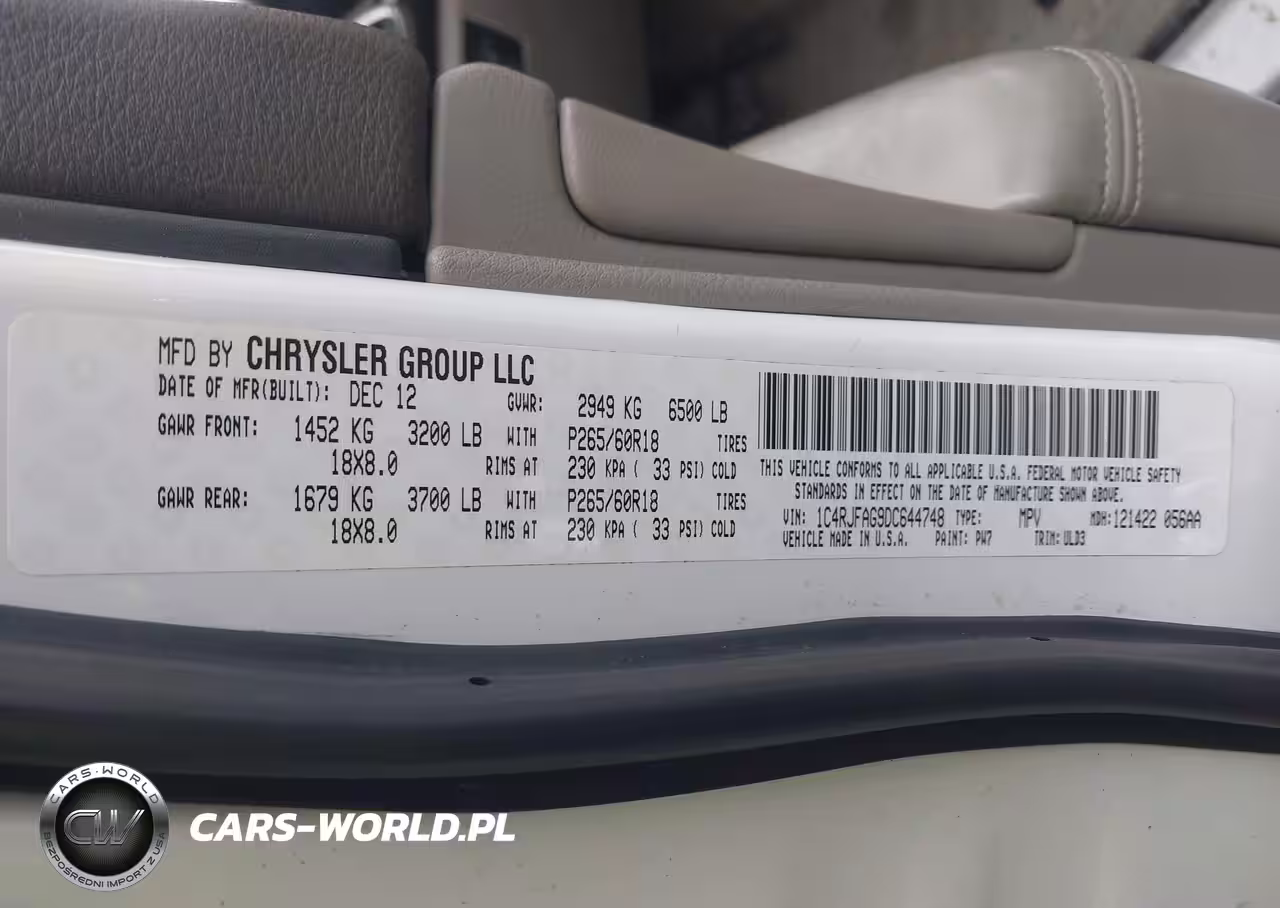 MFD BY CHRYSLER GROUP LLC
DATE OF MFR(BUILT): DEC 12 GVWR: 2949 KG 6500 LB
GAWR FRONT: 1452 KG 3200 LB WITH P265/60R18 TIRES
18X8.0 RIMS AT 230 KPA ( 33 PSI) COLD
GAWR REAR: 1679 KG 3700 LB WITH P265/60R18 TIRES
18X8.0 RIMS AT 230 KPA ( 33 PSI) COLD
THIS VEHICLE CONFORMS TO ALL APPLICABLE U.S.A. FEDERAL MOTOR VEHICLE SAFETY
STANDARDS IN EFFECT ON THE DATE OF MANUFACTURE SHOWN ABOVE.
VIN: 1C4RJFAG9DC644748 TYPE: MPV MDH: 121422 056AA
VEHICLE MADE IN U.S.A. PAINT: PW7 TRIM: ULD3
CARS-WORLD
CW
BEZPOŚREDNI IMPORT Z USA
CARS-WORLD.PL